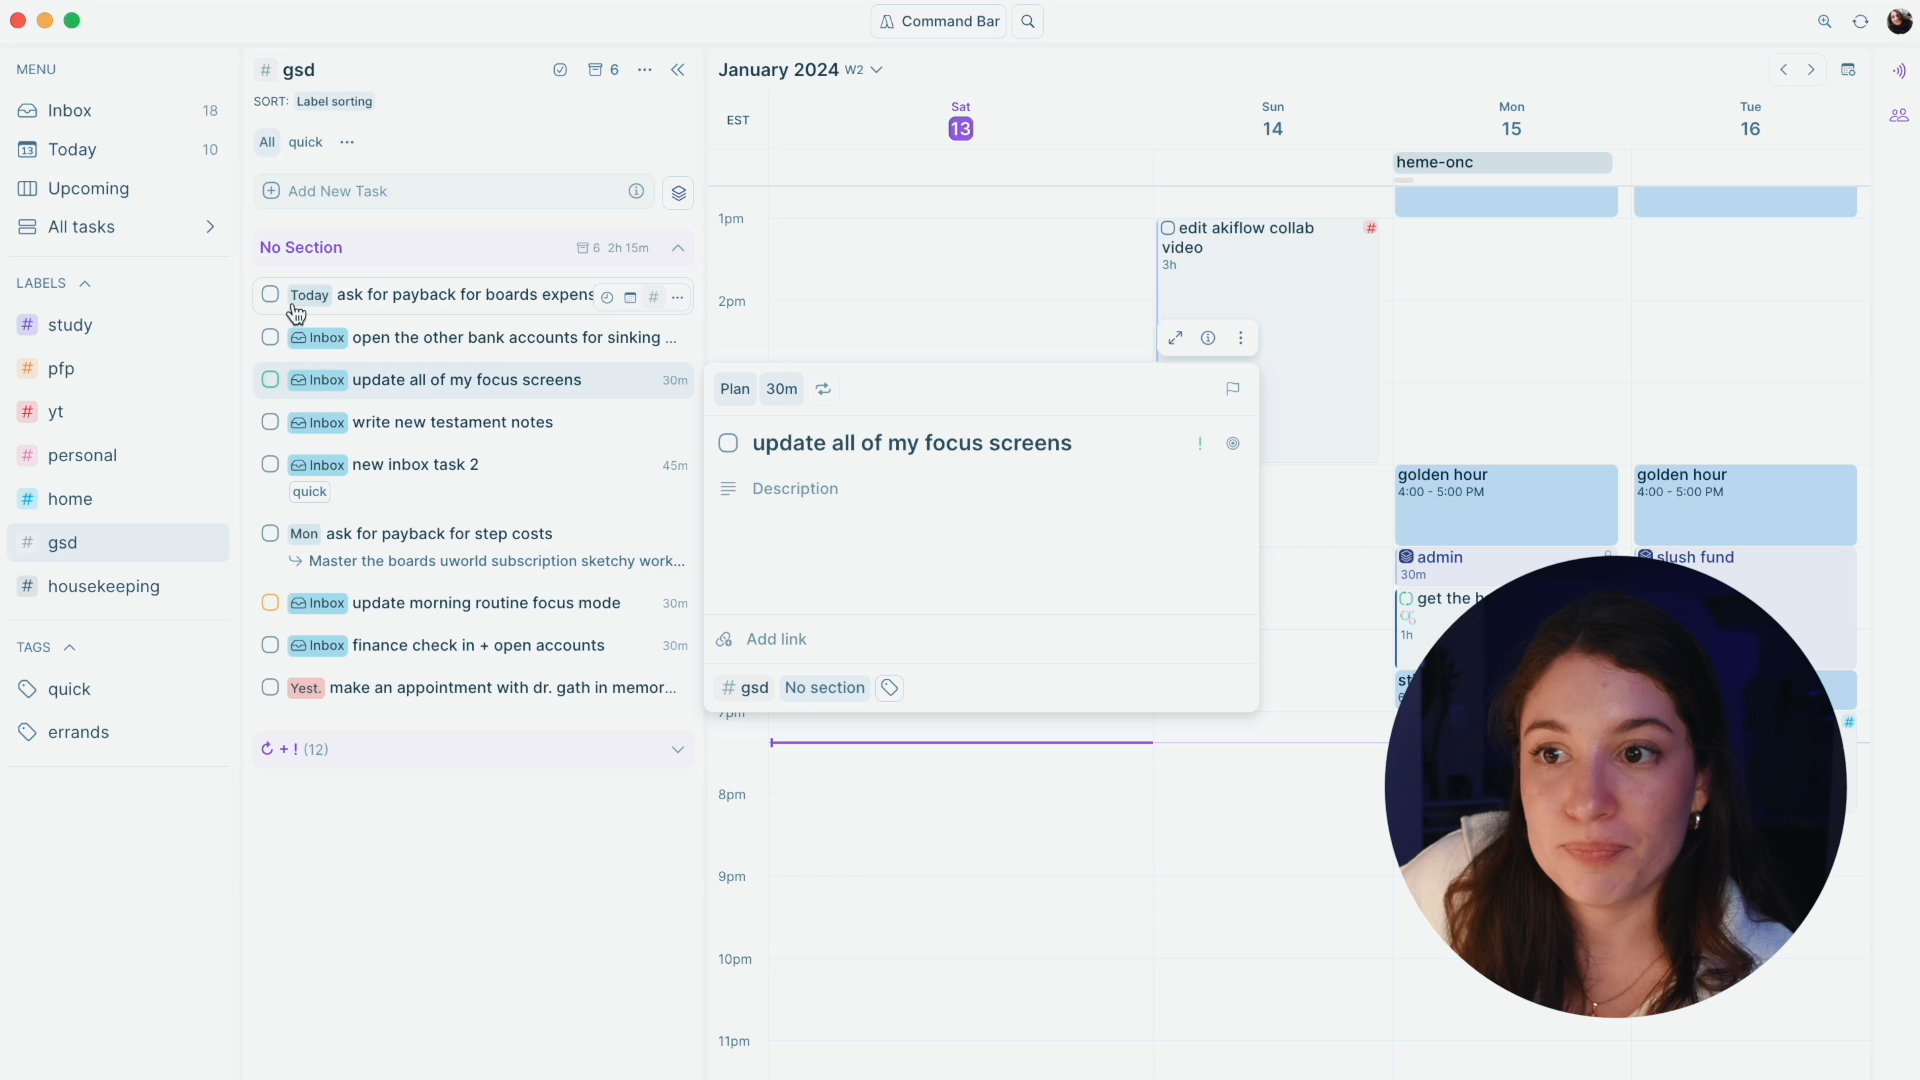 Command Bar
MENU
Inbox 18
13 Today 10
Upcoming
All tasks
LABELS
# study
# pfp
# yt
# personal
# home
# gsd
# housekeeping
TAGS
quick
errands
# gsd
6
SORT: Label sorting
All quick
Add New Task
No Section 6 2h 15m
Today ask for payback for boards expens
#
Inbox open the other bank accounts for sinking ...
Inbox update all of my focus screens 30m
Inbox write new testament notes
Inbox new inbox task 2 45m
quick
Mon ask for payback for step costs
Master the boards uworld subscription sketchy work...
Inbox update morning routine focus mode 30m
Inbox finance check in + open accounts 30m
Yest. make an appointment with dr. gath in memor...
+ ! (12)
January 2024 W2
EST
Sat
13
Sun
14
Mon
15
Tue
16
heme-onc
1pm
2pm
7pm
8pm
9pm
10pm
11pm
edit akiflow collab #
video
3h
Plan 30m
update all of my focus screens !
Description
Add link
# gsd No section
golden hour
4:00 - 5:00 PM
golden hour
4:00 - 5:00 PM
admin
30m
slush fund
get the
1h
#